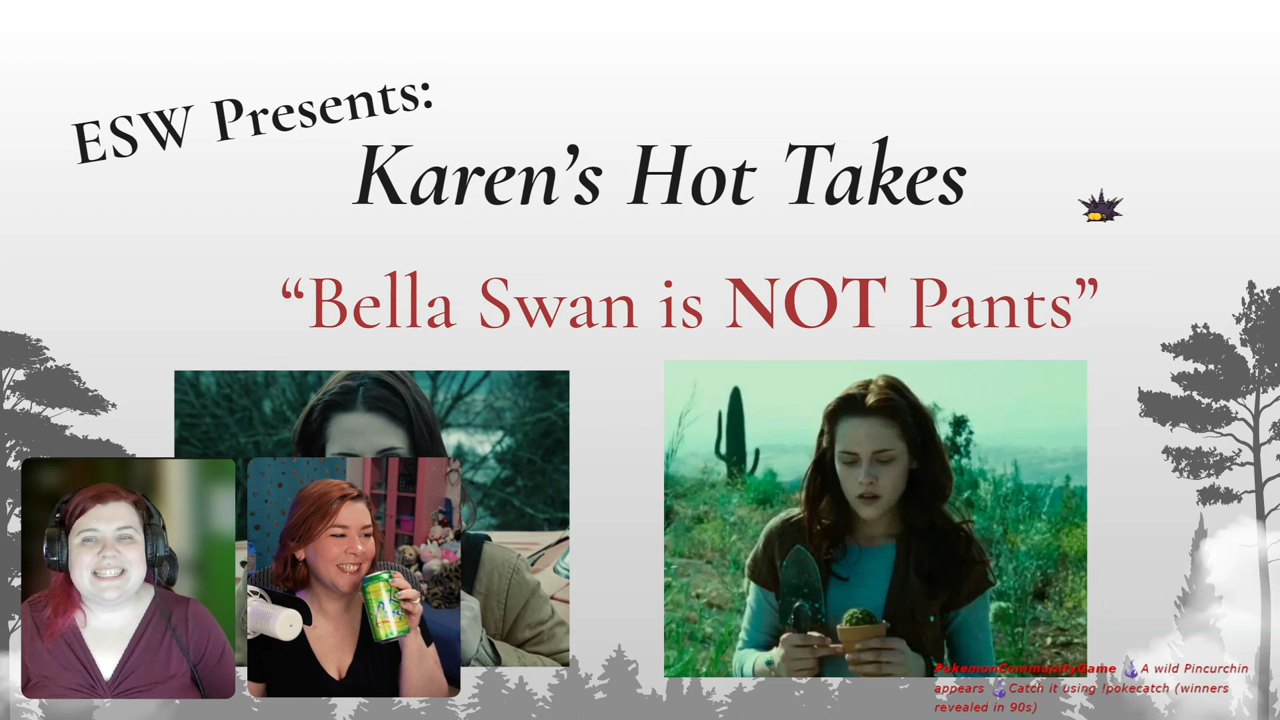 ESW Presents:
Karen’s Hot Takes
“Bella Swan is NOT Pants”
PokemonCommunityGame A wild Pincurchin
appears Catch it using !pokecatch (winners
revealed in 90s)